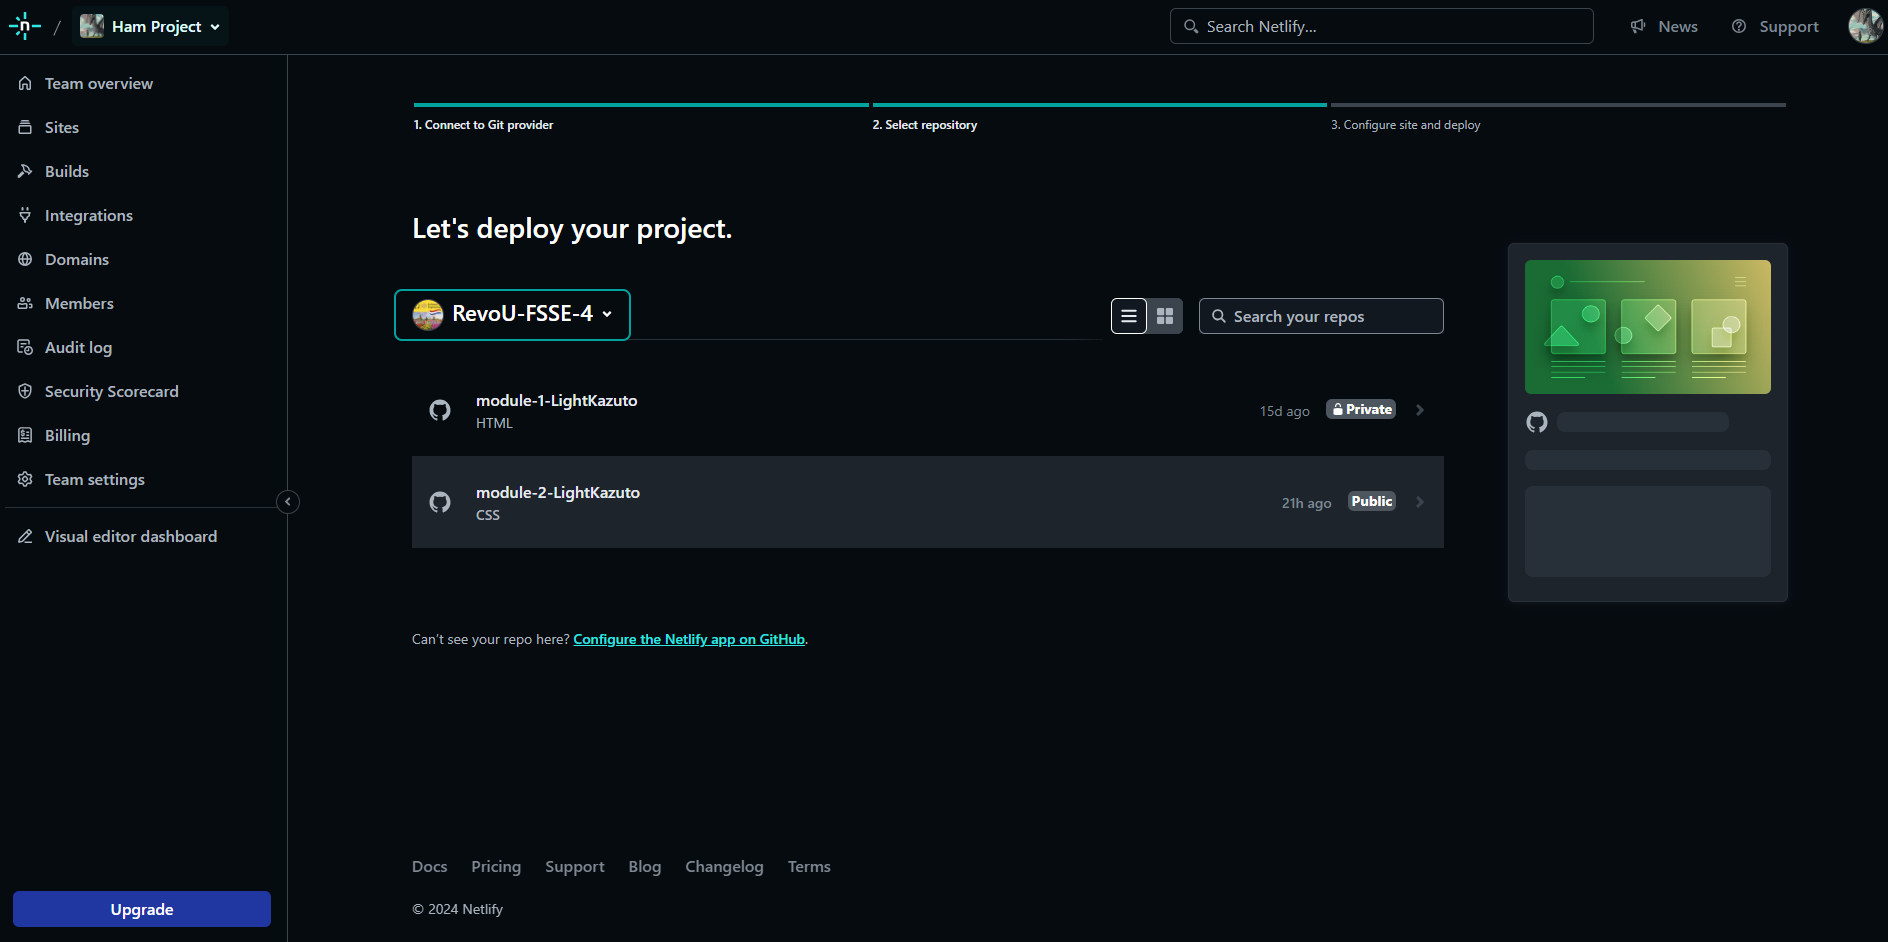 n / Ham Project
Search Netlify...
News
Support
Team overview
Sites
Builds
Integrations
Domains
Members
Audit log
Security Scorecard
Billing
Team settings
Visual editor dashboard
Upgrade
1. Connect to Git provider
2. Select repository
3. Configure site and deploy
Let's deploy your project.
RevoU-FSSE-4
Search your repos
module-1-LightKazuto
HTML
15d ago
Private
module-2-LightKazuto
CSS
21h ago
Public
Can't see your repo here? Configure the Netlify app on GitHub.
Docs Pricing Support Blog Changelog Terms
© 2024 Netlify